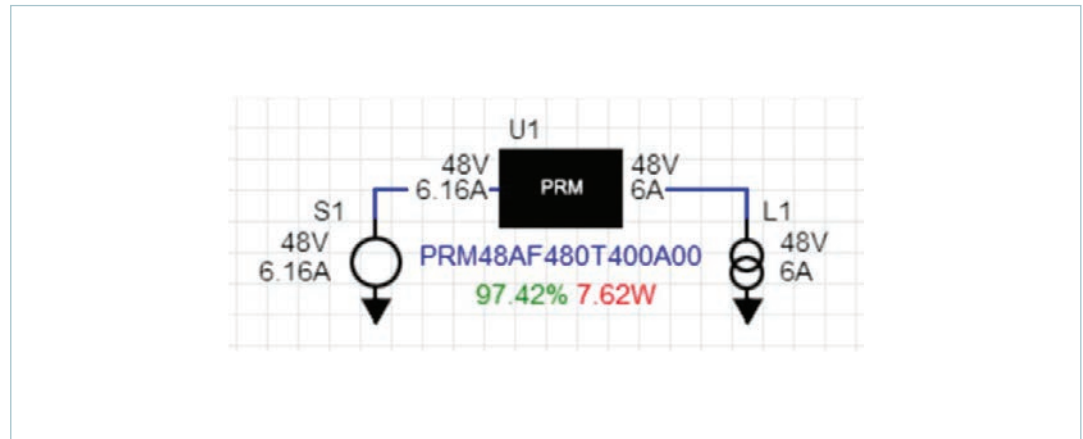 U1
48V
6.16A
PRM
48V
6A
S1
48V
6.16A
PRM48AF480T400A00
97.42% 7.62W
L1
48V
6A